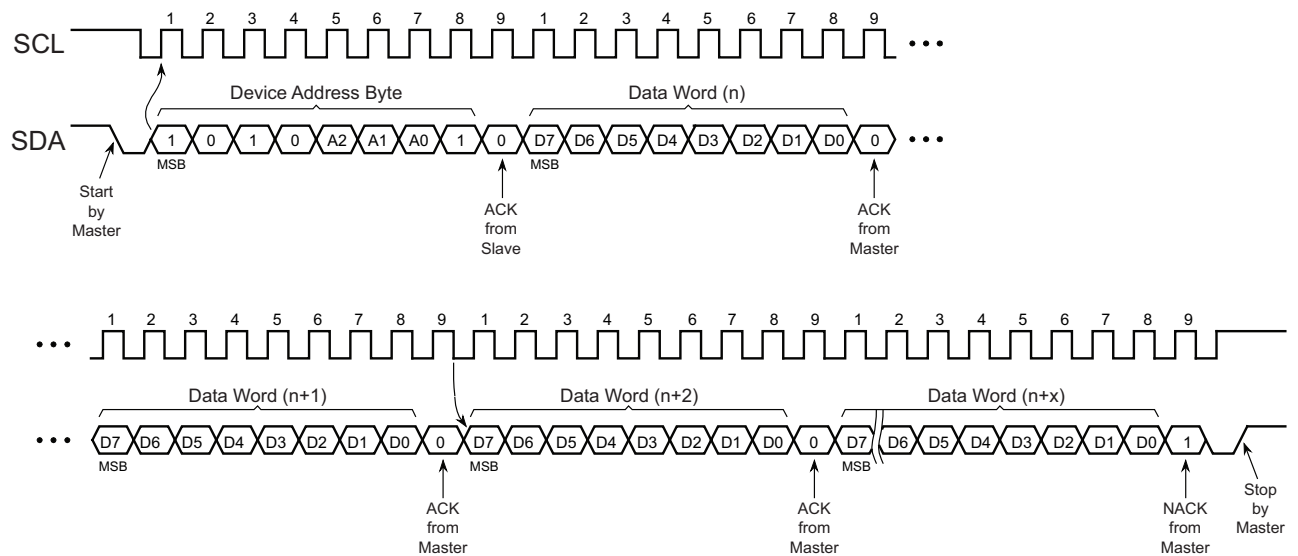 1 2 3 4 5 6 7 8 9 1 2 3 4 5 6 7 8 9
SCL
Device Address Byte Data Word (n)
SDA 1 0 1 0 A2 A1 A0 1 0 D7 D6 D5 D4 D3 D2 D1 D0 0
MSB MSB
Start by Master
ACK from Slave
ACK from Master
1 2 3 4 5 6 7 8 9 1 2 3 4 5 6 7 8 9 1 2 3 4 5 6 7 8 9
Data Word (n+1) Data Word (n+2) Data Word (n+x)
D7 D6 D5 D4 D3 D2 D1 D0 0 D7 D6 D5 D4 D3 D2 D1 D0 0 D7 D6 D5 D4 D3 D2 D1 D0 1
MSB MSB MSB
ACK from Master
ACK from Master
NACK from Master
Stop by Master